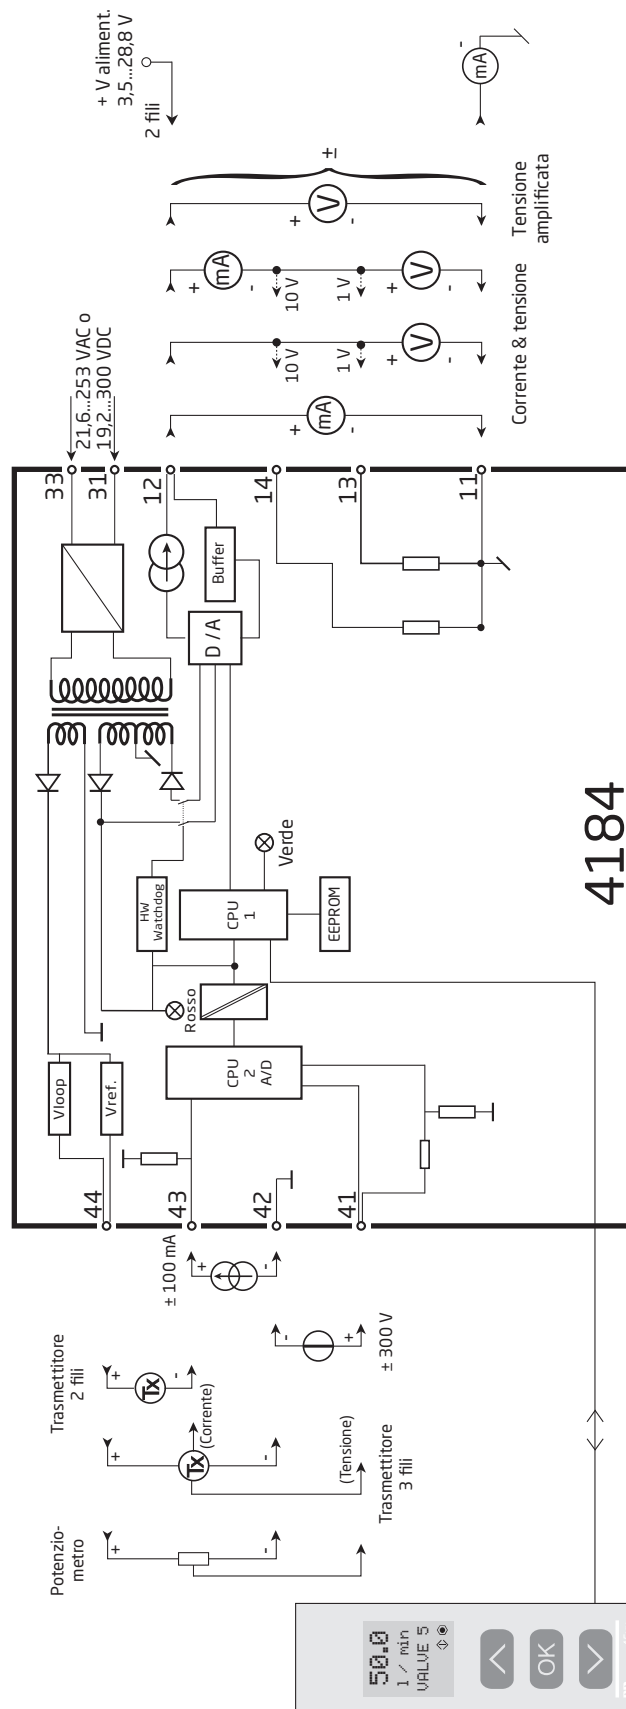 Potenzio-
metro
+
-
Trasmettitore
3 fili
(Corrente)
(Tensione)
Tx
+
-
Trasmettitore
2 fili
Tx
+
-
± 100 mA
+
-
± 300 V
-
+
44
43
42
41
Vloop
Vref.
CPU
2
A/D
Rosso
HW
Watchdog
CPU
1
EEPROM
Verde
D / A
Buffer
33
31
12
14
13
11
4184
21,6...253 VAC o
19,2...300 VDC
mA
+
-
10 V
1 V
V
+
-
mA
+
-
10 V
1 V
V
+
-
Corrente & tensione
V
+
-
Tensione
amplificata
±
+ V aliment.
3,5...28,8 V
2 fili
mA
-
50.0
l / min
VALVE 5
OK